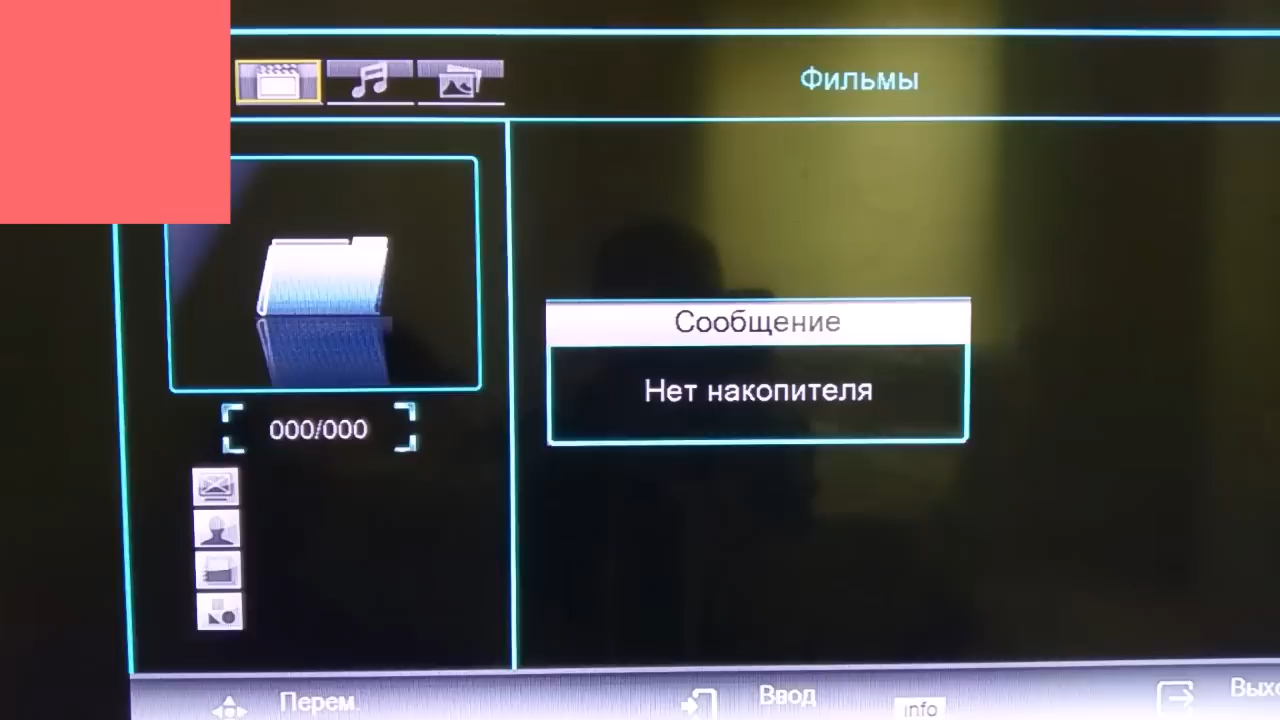 Фильмы
Сообщение
Нет накопителя
000/000
Перем.
Ввод
info